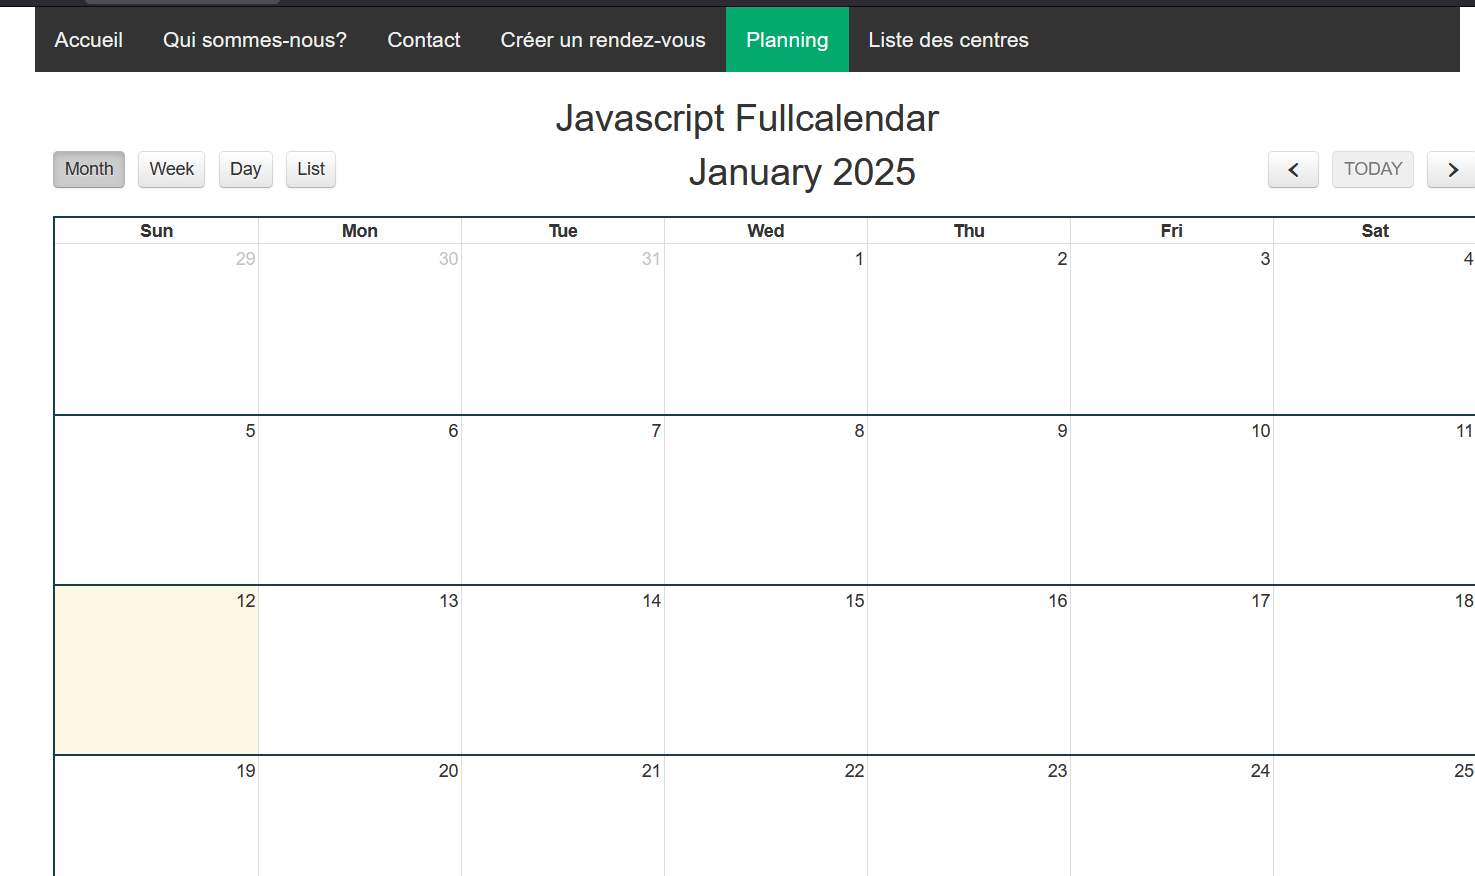 Accueil Qui sommes-nous? Contact Créer un rendez-vous Planning Liste des centres
Javascript Fullcalendar
Month Week Day List January 2025 TODAY
Sun Mon Tue Wed Thu Fri Sat
29 30 31 1 2 3 4
5 6 7 8 9 10 11
12 13 14 15 16 17 18
19 20 21 22 23 24 25